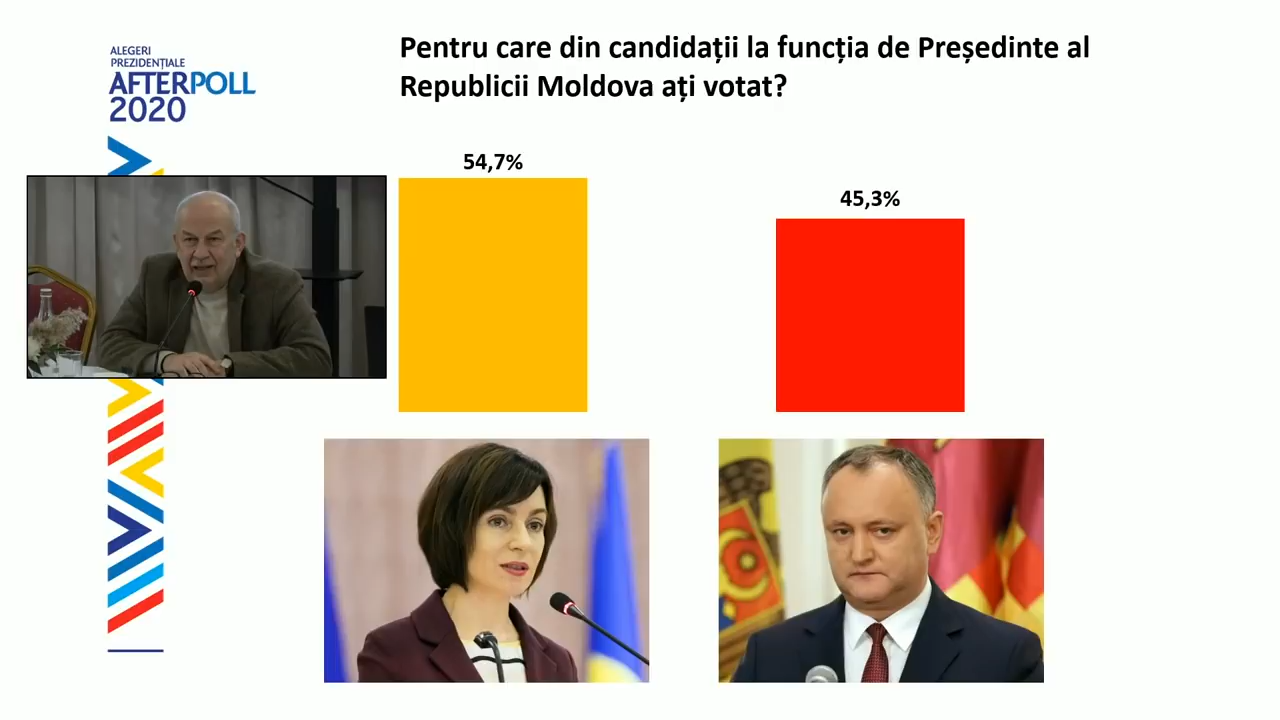 ALEGERI
PREZIDENȚIALE
AFTERPOLL
2020
Pentru care din candidații la funcția de Președinte al
Republicii Moldova ați votat?
54,7%
45,3%